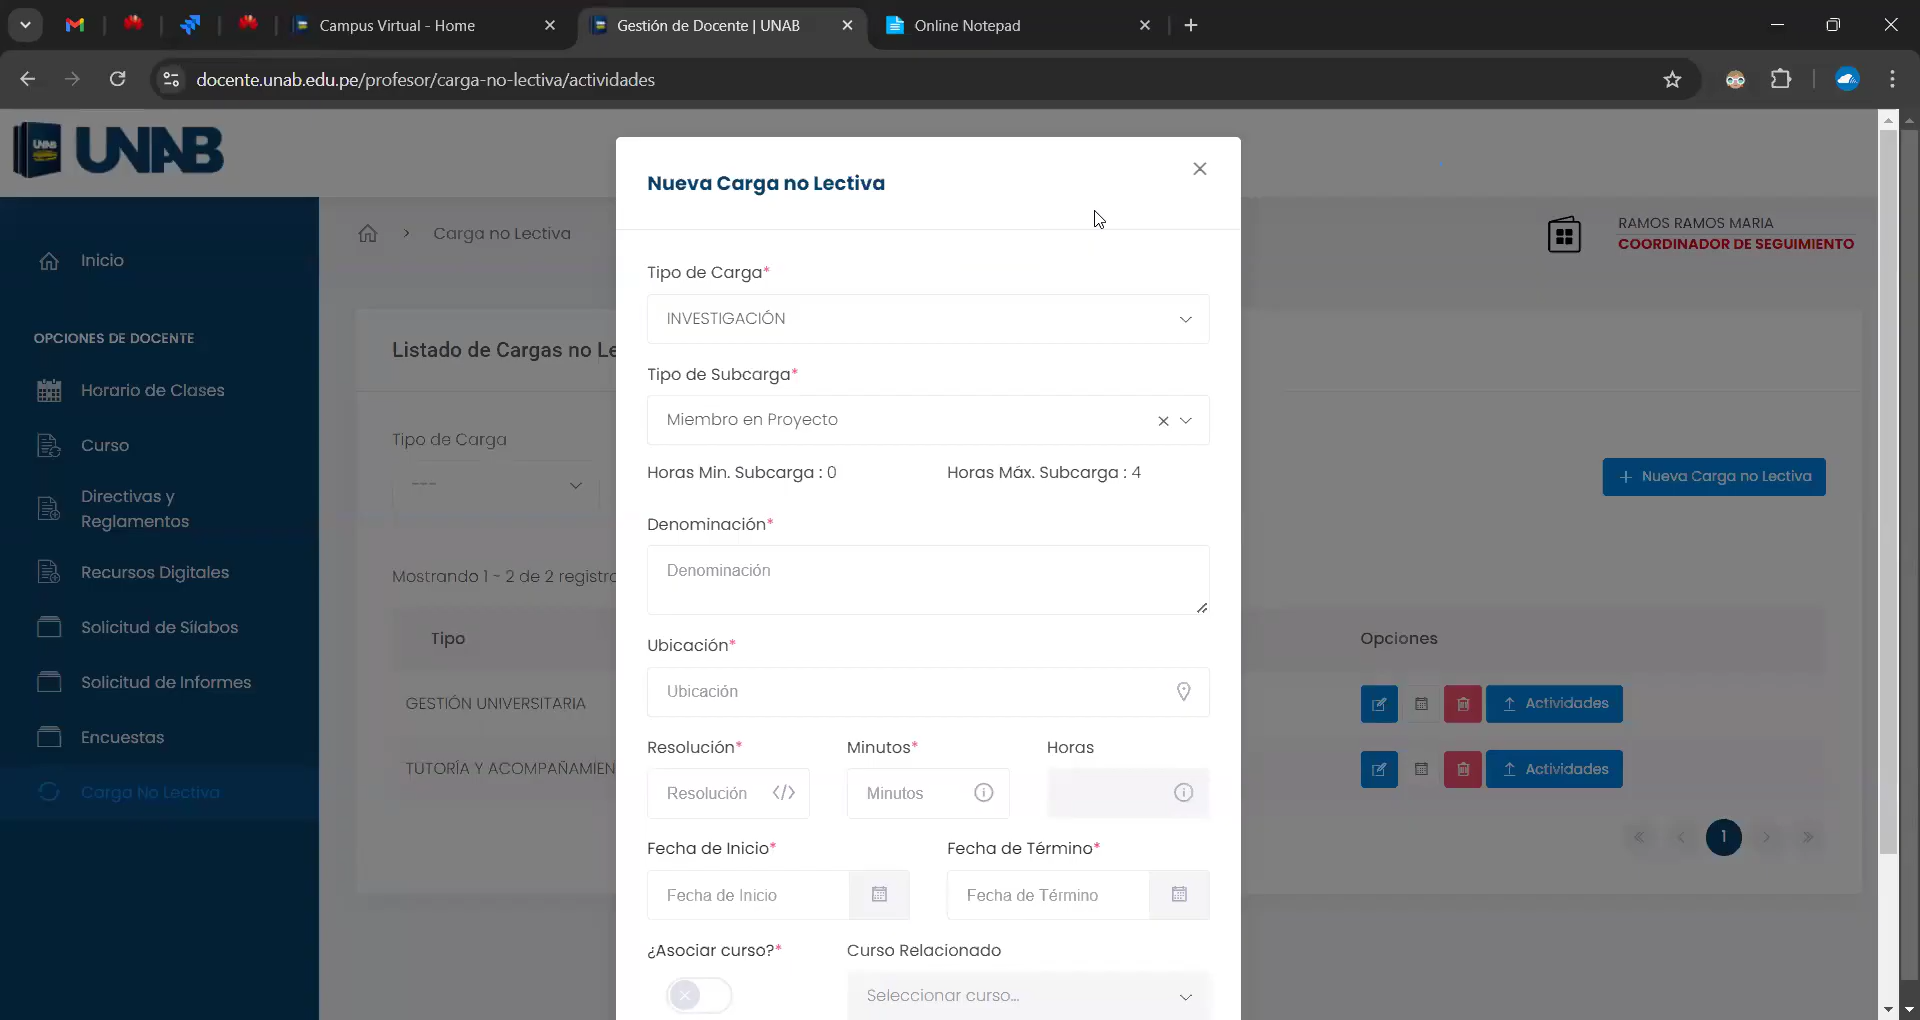 Campus Virtual - Home
Gestión de Docente | UNAB
Online Notepad
docente.unab.edu.pe/profesor/carga-no-lectiva/actividades
UNAB
UNAB
Nueva Carga no Lectiva
Carga no Lectiva
RAMOS RAMOS MARIA
COORDINADOR DE SEGUIMIENTO
Inicio
OPCIONES DE DOCENTE
Horario de Clases
Curso
Directivas y
Reglamentos
Recursos Digitales
Solicitud de Sílabos
Solicitud de Informes
Encuestas
Carga No Lectiva
Listado de Cargas no Le
Tipo de Carga
---
Nueva Carga no Lectiva
Mostrando 1 - 2 de 2 registro
Tipo
Opciones
GESTIÓN UNIVERSITARIA
Actividades
TUTORÍA Y ACOMPAÑAMIEN
Actividades
1
Tipo de Carga*
INVESTIGACIÓN
Tipo de Subcarga*
Miembro en Proyecto
Horas Min. Subcarga : 0
Horas Máx. Subcarga : 4
Denominación*
Denominación
Ubicación*
Ubicación
Resolución*
Minutos*
Horas
Resolución
Minutos
Fecha de Inicio*
Fecha de Término*
Fecha de Inicio
Fecha de Término
¿Asociar curso?*
Curso Relacionado
Seleccionar curso...